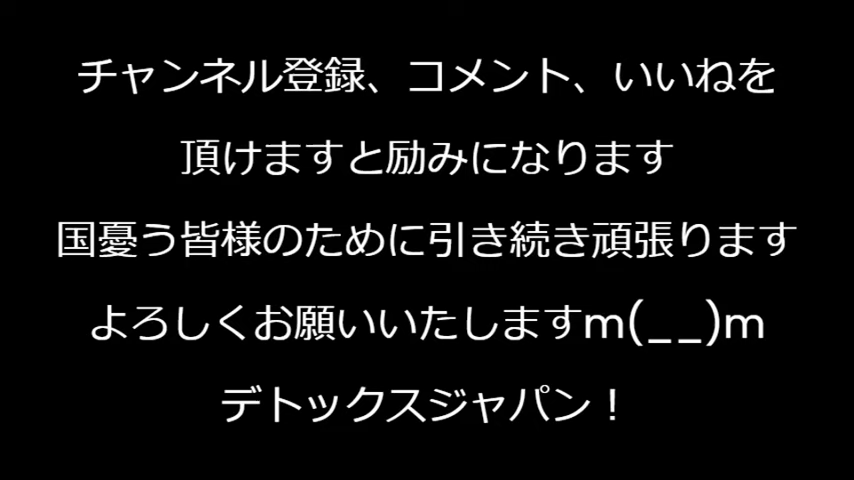 チャンネル登録、コメント、いいねを
頂けますと励みになります
国憂う皆様のために引き続き頑張ります
よろしくお願いいたしますm(__)m
デトックスジャパン！